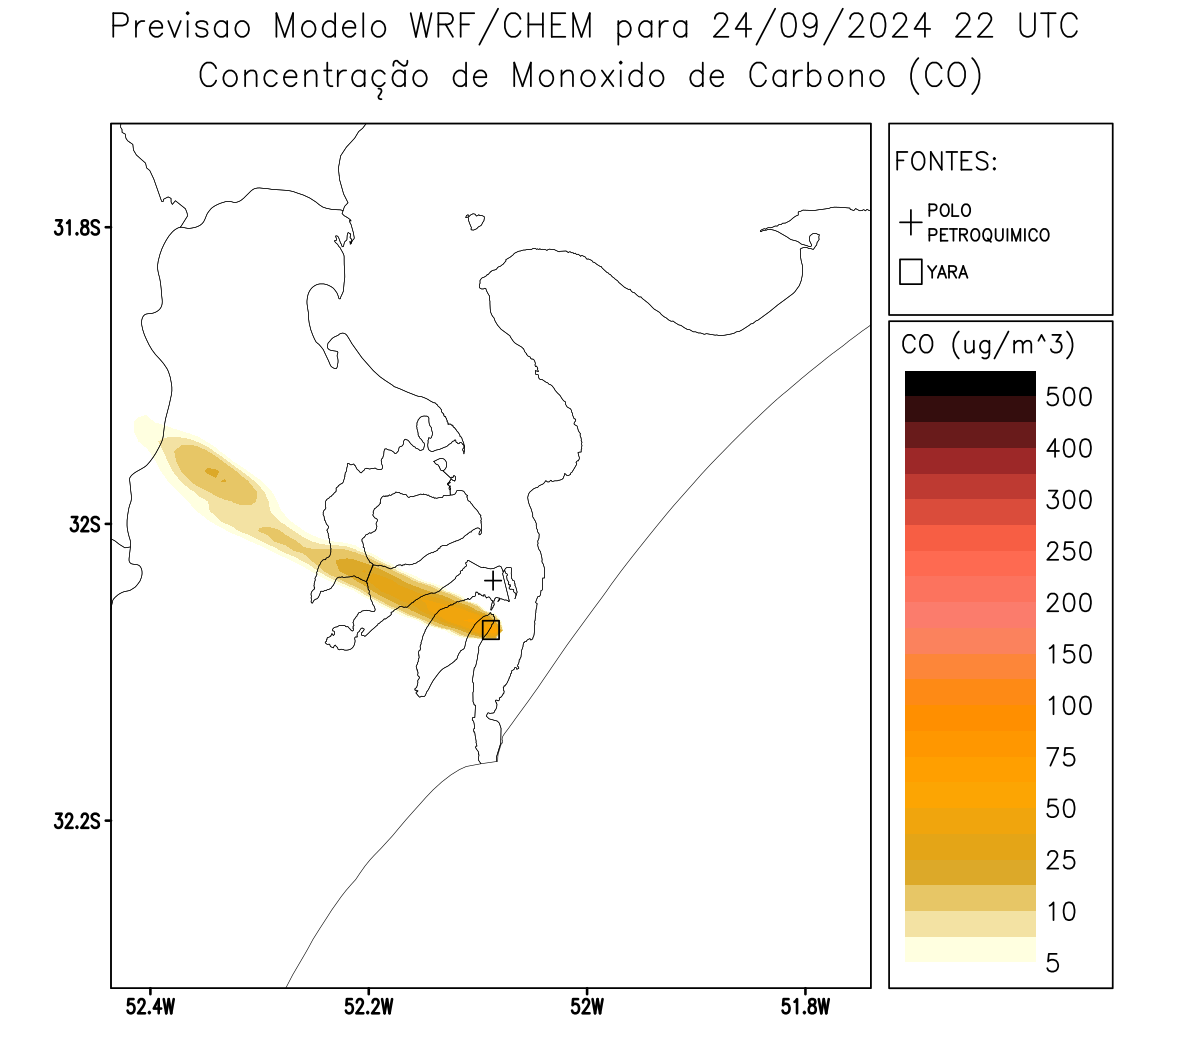 Previsao Modelo WRF/CHEM para 24/09/2024 22 UTC
Concentração de Monoxido de Carbono (CO)
FONTES:
POLO
PETROQUIMICO
YARA
CO (ug/m^3)
500
400
300
250
200
150
100
75
50
25
10
5
31.8S
32S
32.2S
52.4W
52.2W
52W
51.8W